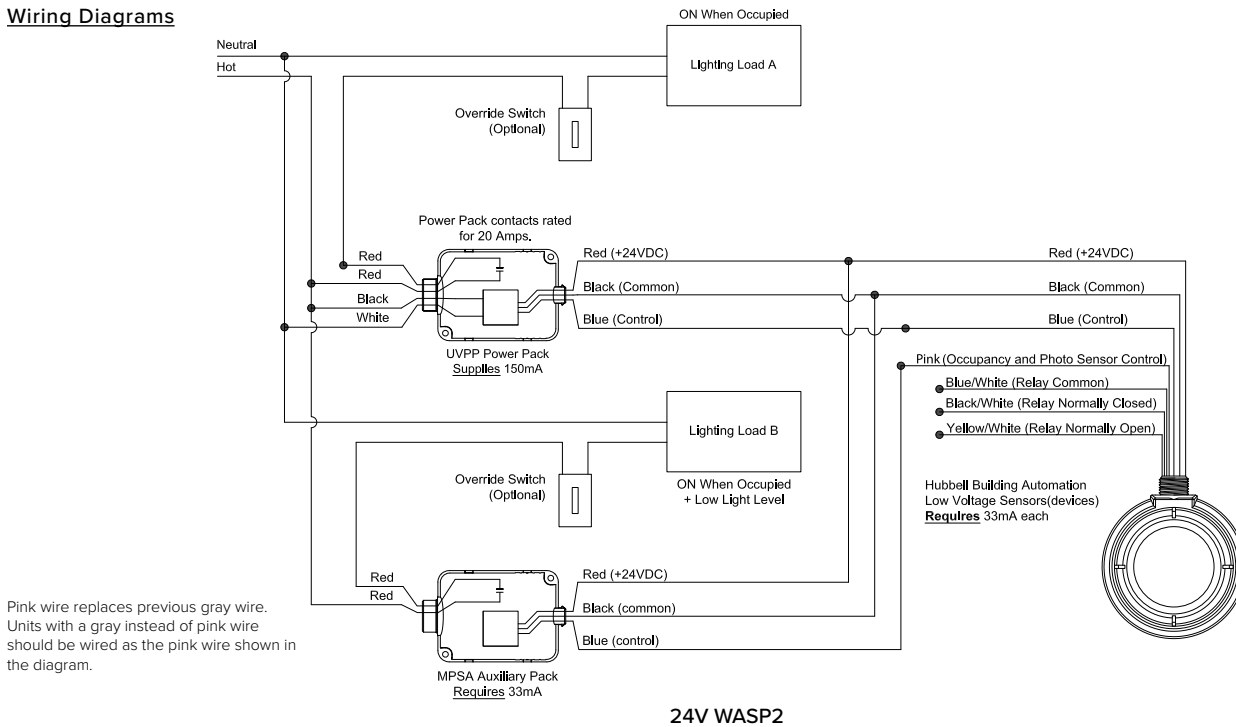 Wiring Diagrams
ON When Occupied
Neutral
Hot
Lighting Load A
Override Switch
(Optional)
Power Pack contacts rated
for 20 Amps.
Red
Red
Black
White
Red (+24VDC)
Black (Common)
Blue (Control)
Red (+24VDC)
Black (Common)
Blue (Control)
UVPP Power Pack
Supplies 150mA
Pink (Occupancy and Photo Sensor Control)
Blue/White (Relay Common)
Black/White (Relay Normally Closed)
Yellow/White (Relay Normally Open)
Lighting Load B
Override Switch
(Optional)
ON When Occupied
+ Low Light Level
Hubbell Building Automation
Low Voltage Sensors(devices)
Requires 33mA each
Red
Red
Red (+24VDC)
Black (common)
Blue (control)
MPSA Auxiliary Pack
Requires 33mA
Pink wire replaces previous gray wire.
Units with a gray instead of pink wire
should be wired as the pink wire shown in
the diagram.
24V WASP2